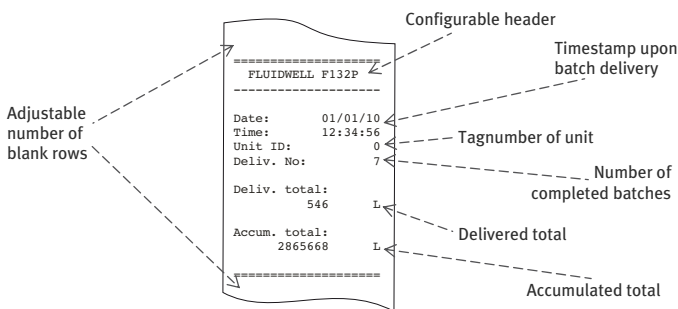 Configurable header
Timestamp upon
batch delivery
====================
FLUIDWELL F132P
--------------------
Date: 01/01/10
Time: 12:34:56
Unit ID: 0
Deliv. No: 7
Deliv. total:
546 L
Accum. total:
2865668 L
====================
Adjustable
number of
blank rows
Tagnumber of unit
Number of
completed batches
Delivered total
Accumulated total